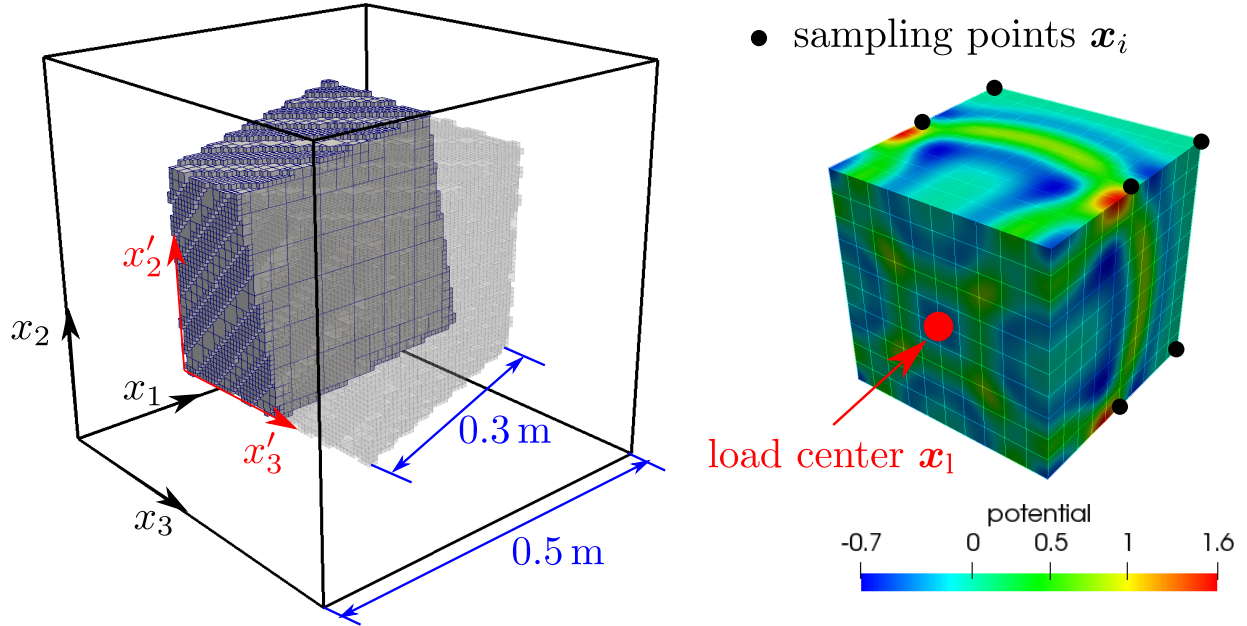 sampling points xᵢ
x′₂
x₂
x₁
x′₃
x₃
0.3 m
0.5 m
load center xₗ
potential
-0.7 0 0.5 1 1.6